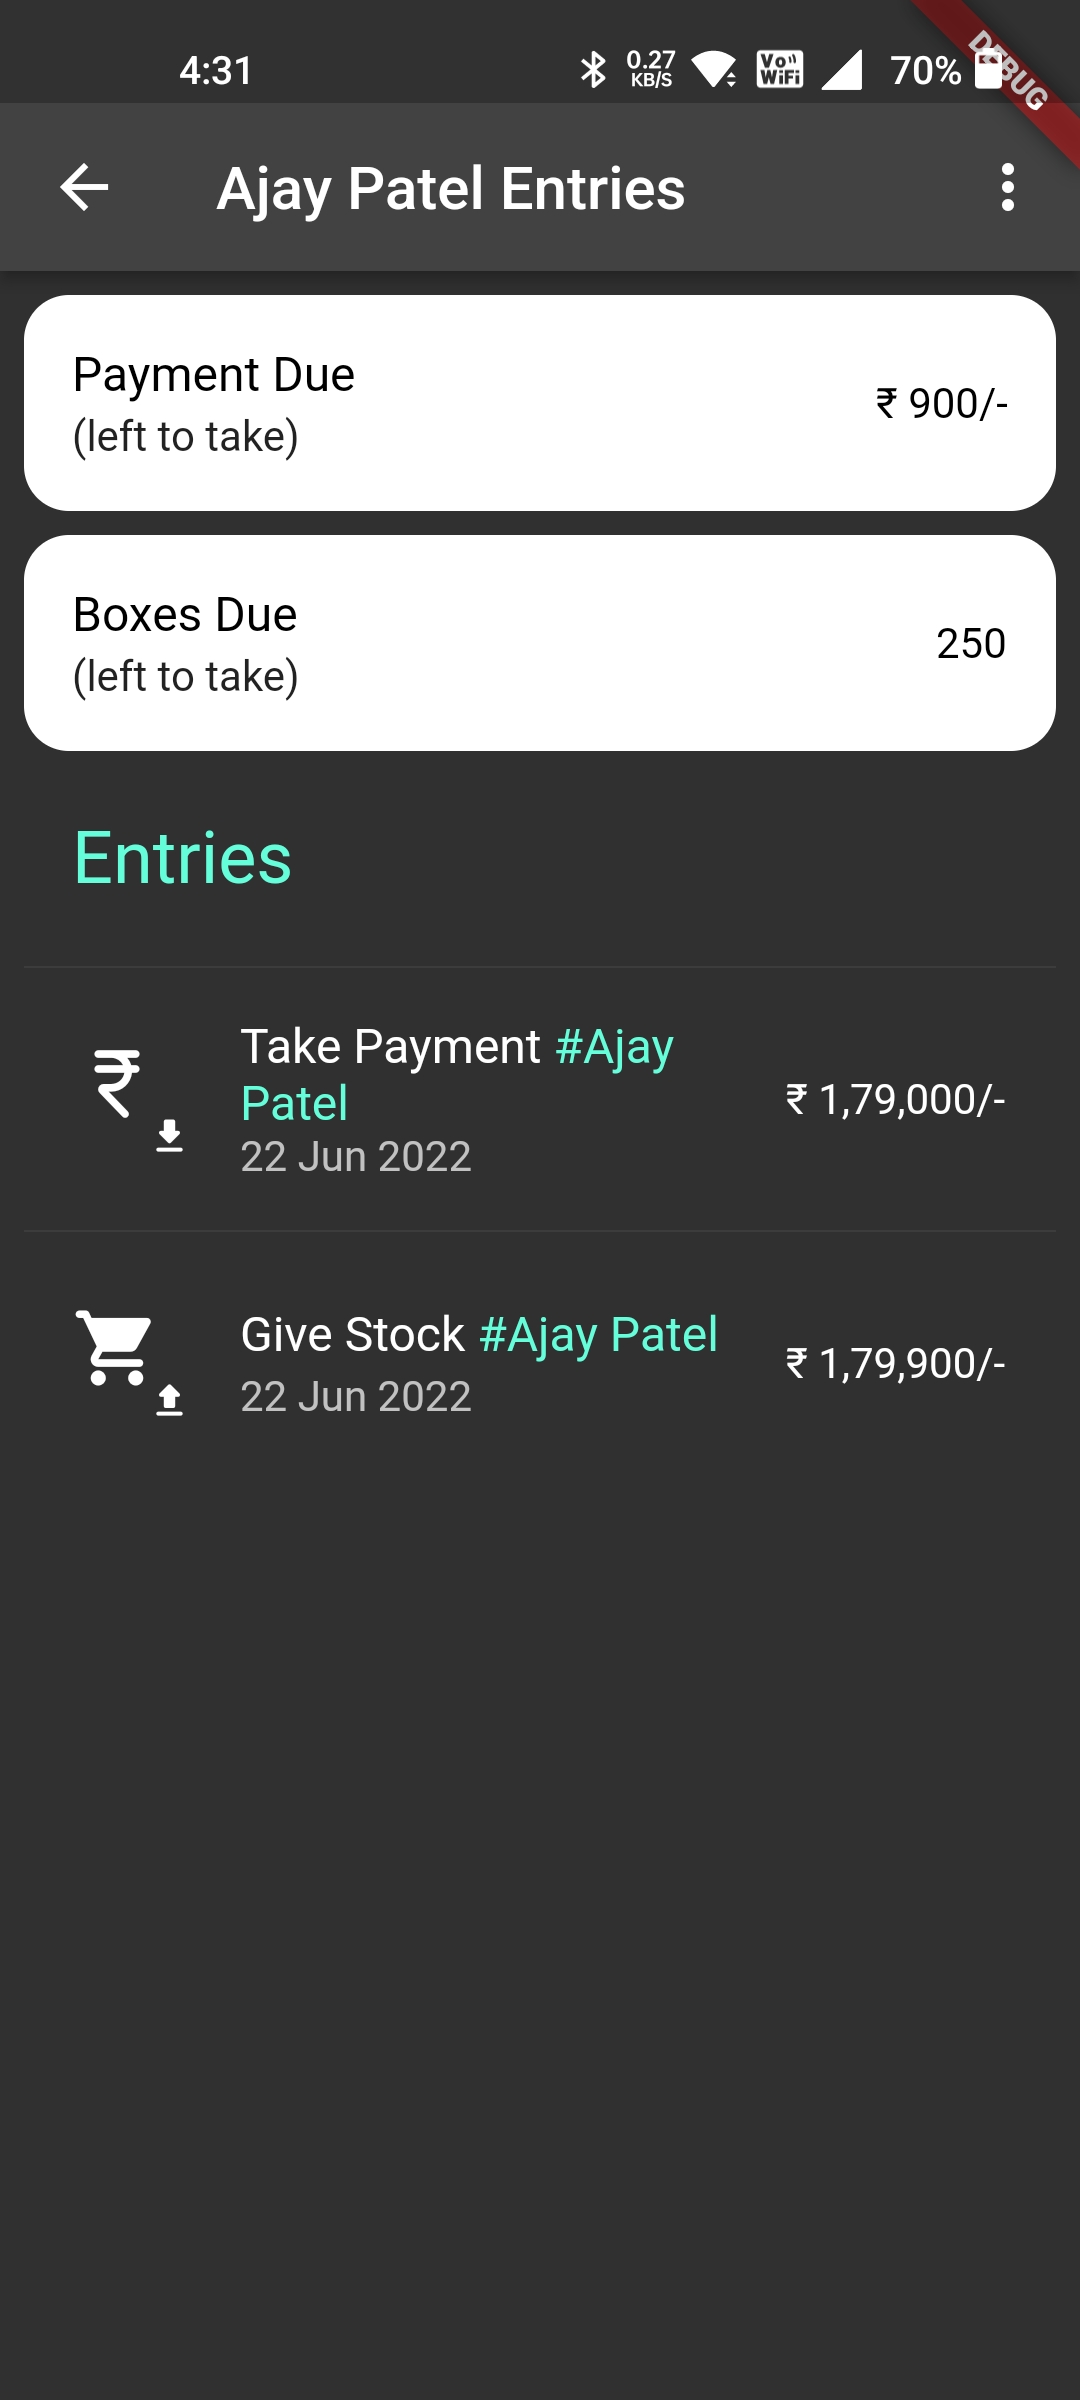 4:31
0.27
KB/S
Vo
WiFi
70%
DEBUG
Ajay Patel Entries
Payment Due
(left to take)
₹ 900/-
Boxes Due
(left to take)
250
Entries
Take Payment #Ajay
Patel
22 Jun 2022
₹ 1,79,000/-
Give Stock #Ajay Patel
22 Jun 2022
₹ 1,79,900/-